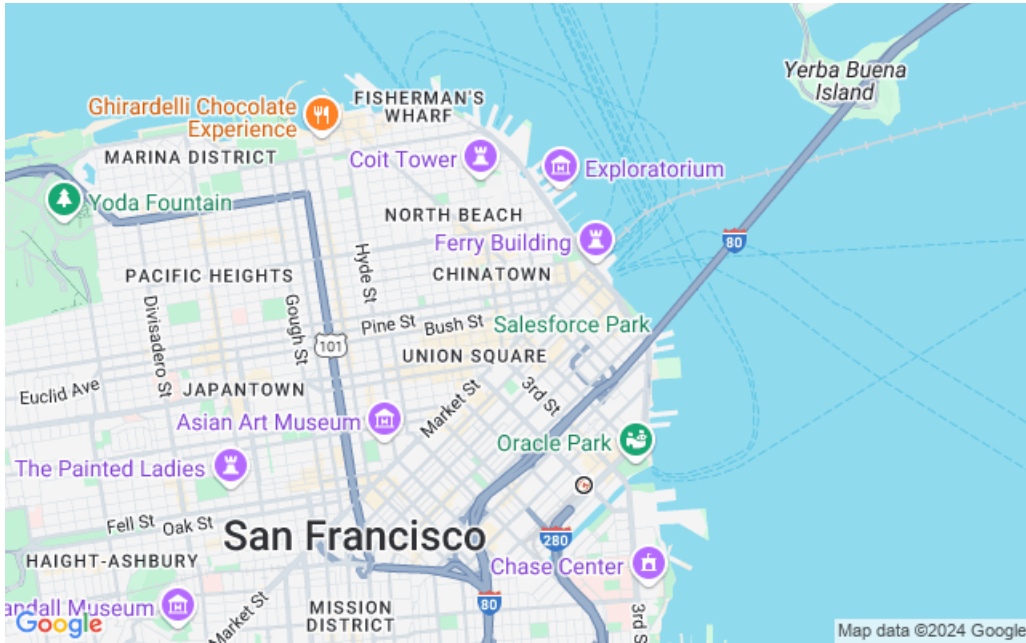 Yerba Buena
Island
Ghirardelli Chocolate
Experience
FISHERMAN'S
WHARF
MARINA DISTRICT
Coit Tower
Exploratorium
Yoda Fountain
NORTH BEACH
Ferry Building
80
Hyde St
PACIFIC HEIGHTS
CHINATOWN
Divisadero St
Gough St
Pine St
Bush St
Salesforce Park
101
UNION SQUARE
Euclid Ave
JAPANTOWN
Market St
3rd St
Asian Art Museum
Oracle Park
The Painted Ladies
Fell St
Oak St
San Francisco
280
HAIGHT-ASHBURY
Chase Center
80
andall Museum
MISSION
DISTRICT
Market St
3rd St
Google
Map data ©2024 Google